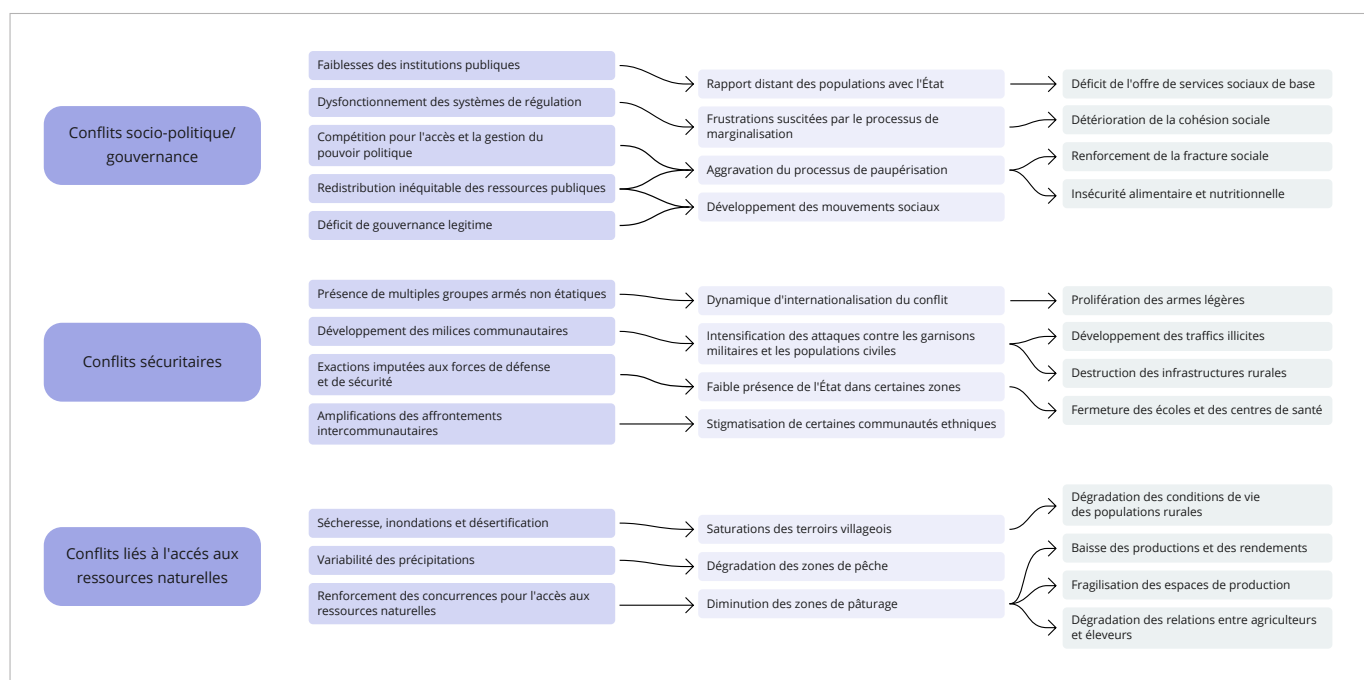 Conflits socio-politique/
gouvernance
Faiblesses des institutions publiques
Dysfonctionnement des systèmes de régulation
Compétition pour l'accès et la gestion du
pouvoir politique
Redistribution inéquitable des ressources publiques
Déficit de gouvernance legitime
Rapport distant des populations avec l'État
Frustrations suscitées par le processus de
marginalisation
Aggravation du processus de paupérisation
Développement des mouvements sociaux
Déficit de l'offre de services sociaux de base
Détérioration de la cohésion sociale
Renforcement de la fracture sociale
Insécurité alimentaire et nutritionnelle
Conflits sécuritaires
Présence de multiples groupes armés non étatiques
Développement des milices communautaires
Exactions imputées aux forces de défense
et de sécurité
Amplifications des affrontements
intercommunautaires
Dynamique d'internationalisation du conflit
Intensification des attaques contre les garnisons
militaires et les populations civiles
Faible présence de l'État dans certaines zones
Stigmatisation de certaines communautés ethniques
Prolifération des armes légères
Développement des traffics illicites
Destruction des infrastructures rurales
Fermeture des écoles et des centres de santé
Conflits liés à l'accés aux
ressources naturelles
Sécheresse, inondations et désertification
Variabilité des précipitations
Renforcement des concurrences pour l'accès aux
ressources naturelles
Saturations des terroirs villageois
Dégradation des zones de pêche
Diminution des zones de pâturage
Dégradation des conditions de vie
des populations rurales
Baisse des productions et des rendements
Fragilisation des espaces de production
Dégradation des relations entre agriculteurs
et éleveurs